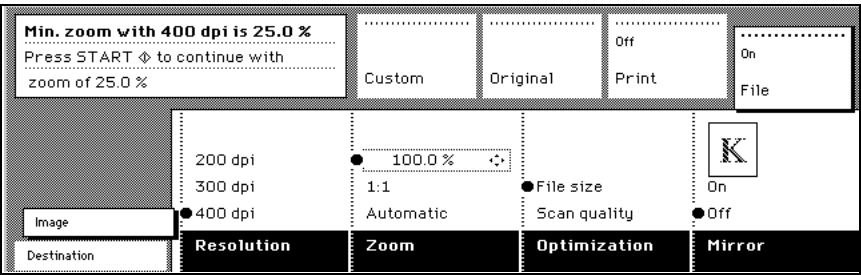 Min. zoom with 400 dpi is 25.0 %
Press START ⟐ to continue with
zoom of 25.0 %
Custom
Original
Off
Print
On
File
200 dpi
300 dpi
400 dpi
Resolution
100.0 %
1:1
Automatic
Zoom
File size
Scan quality
Optimization
K
On
Off
Mirror
Image
Destination